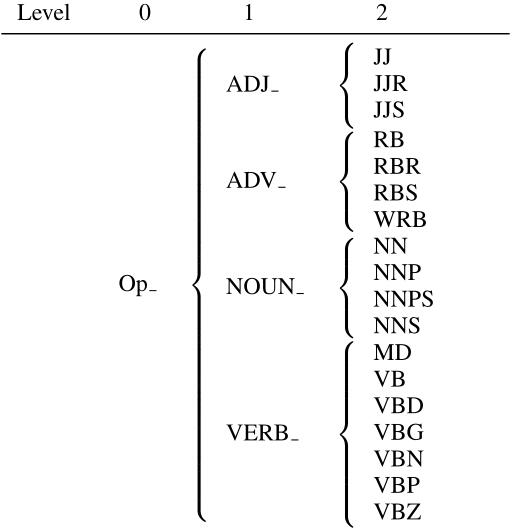 Level 0 1 2
JJ
ADJ_ JJR
JJS
RB
RBR
ADV_
RBS
WRB
NN
NNP
Op_ NOUN_
NNPS
NNS
MD
VB
VBD
VERB_ VBG
VBN
VBP
VBZ